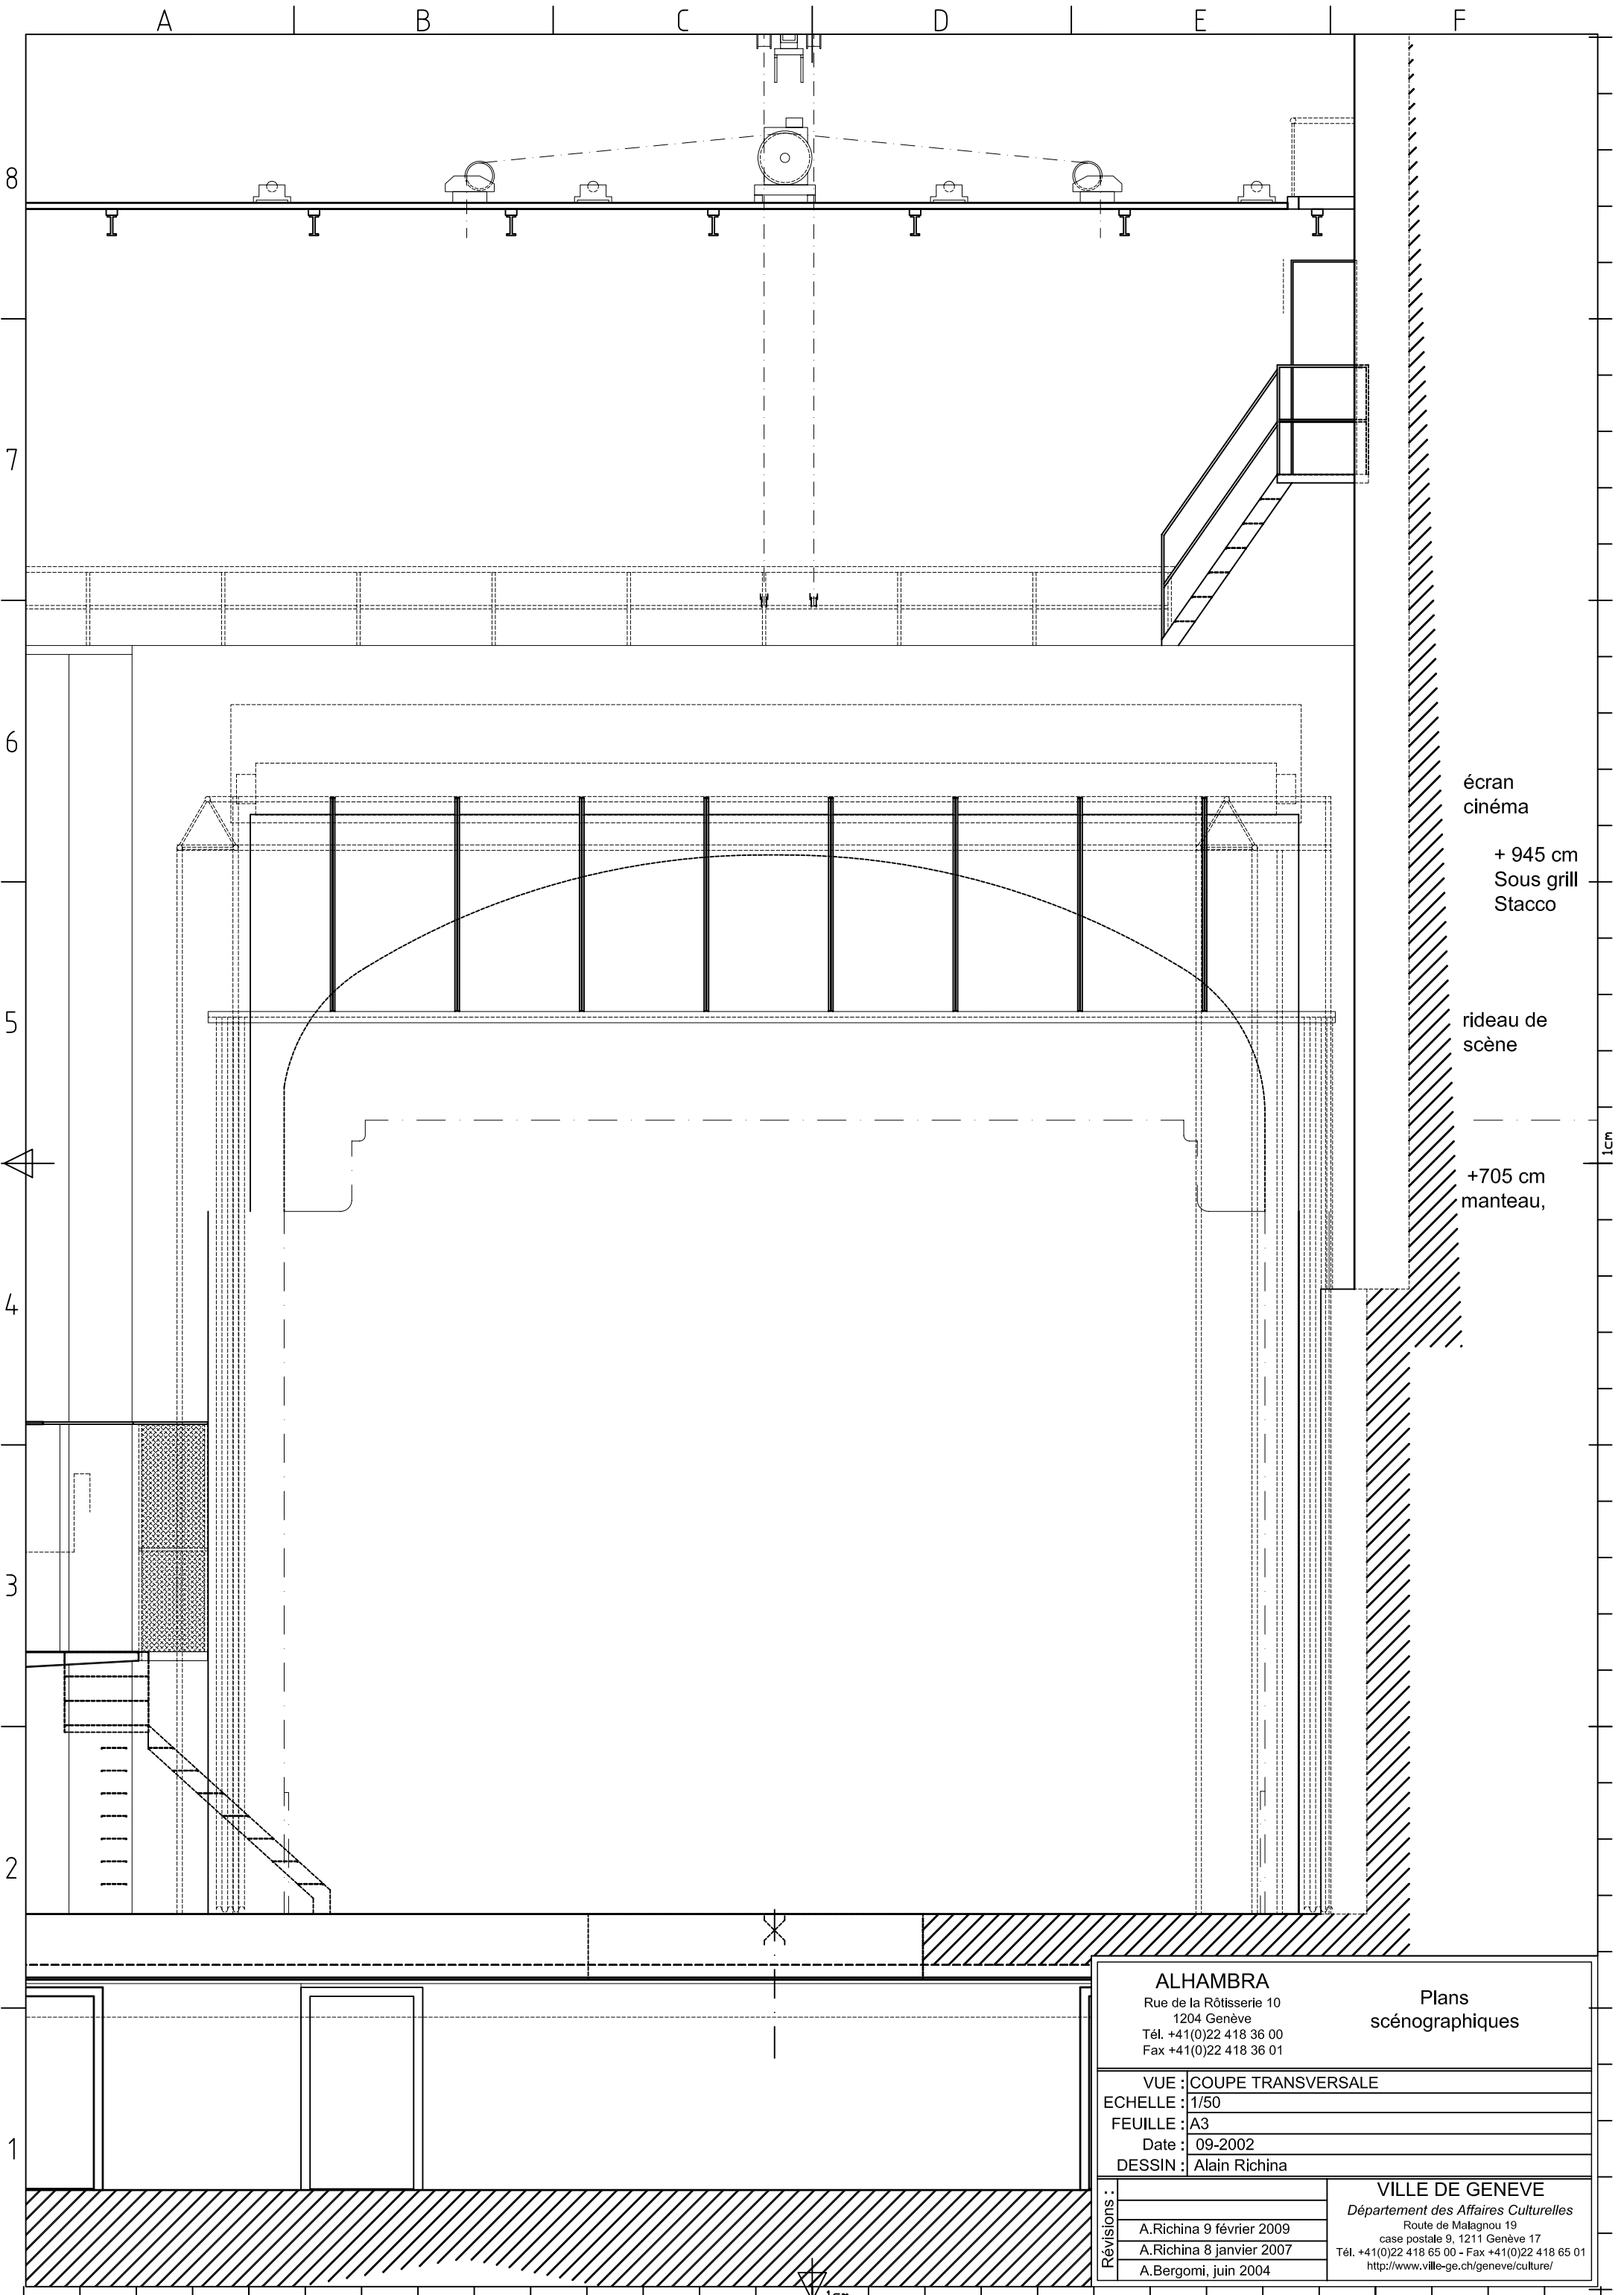 A B C D E F
8
7
6
écran
cinéma
+ 945 cm
Sous grill
Stacco
5
rideau de
scène
1cm
+705 cm
manteau,
4
3
2
ALHAMBRA
Rue de la Rôtisserie 10
1204 Genève
Tél. +41(0)22 418 36 00
Fax +41(0)22 418 36 01
Plans
scénographiques
VUE : COUPE TRANSVERSALE
ECHELLE : 1/50
FEUILLE : A3
1
Date : 09-2002
DESSIN : Alain Richina
Révisions :
A.Richina 9 février 2009
A.Richina 8 janvier 2007
A.Bergomi, juin 2004
VILLE DE GENEVE
Département des Affaires Culturelles
Route de Malagnou 19
case postale 9, 1211 Genève 17
Tél. +41(0)22 418 65 00 - Fax +41(0)22 418 65 01
http://www.ville-ge.ch/geneve/culture/